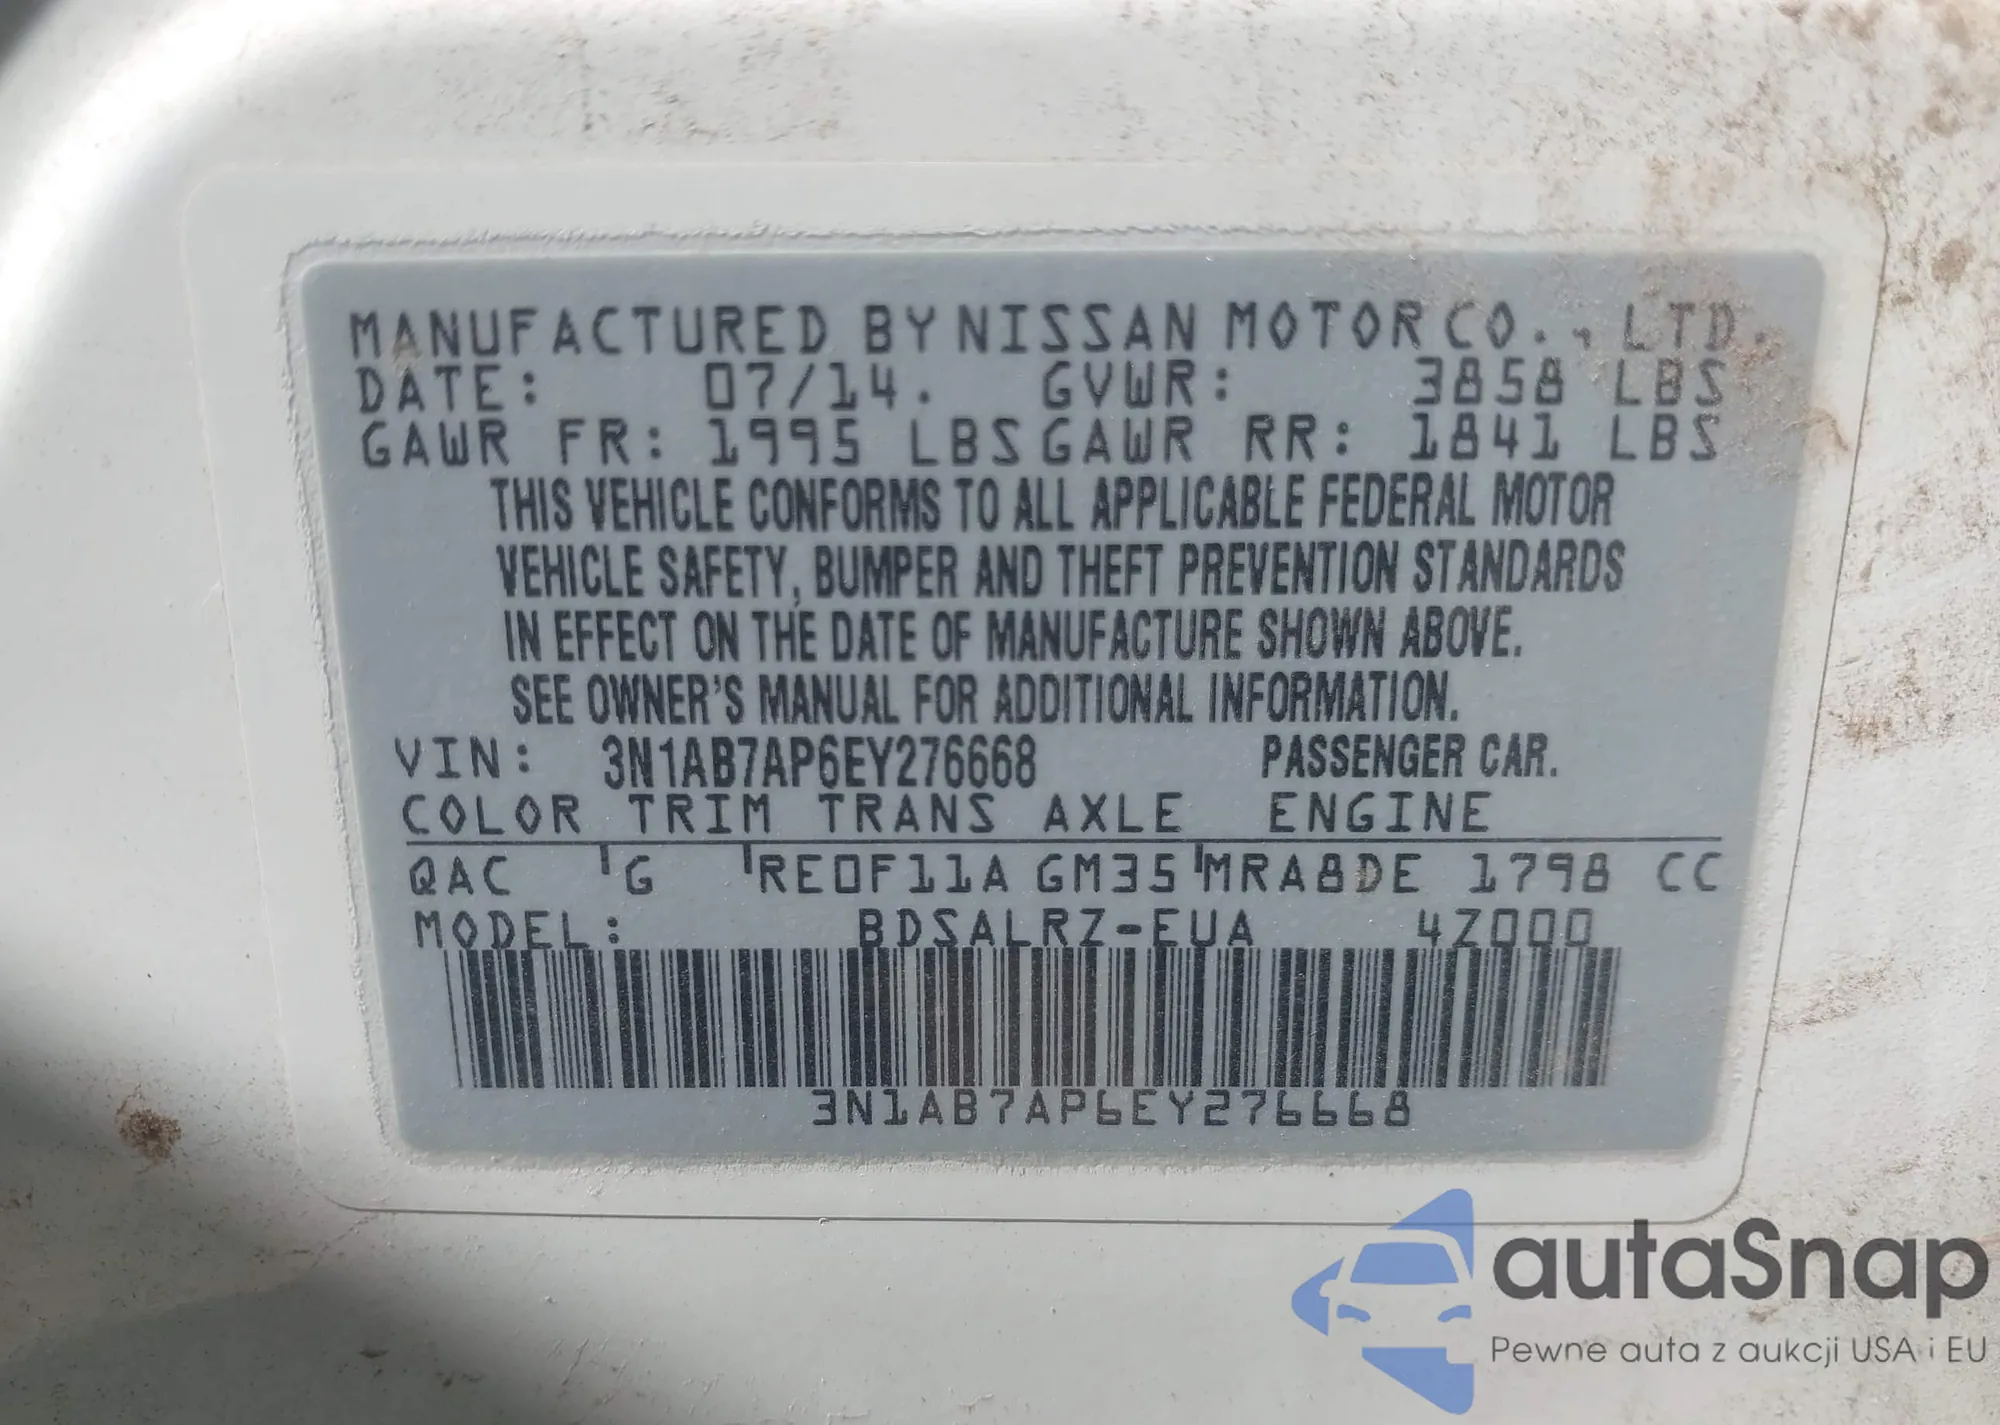 MANUFACTURED BY NISSAN MOTOR CO., LTD.
DATE: 07/14. GVWR: 3858 LBS
GAWR FR: 1995 LBS GAWR RR: 1841 LBS
THIS VEHICLE CONFORMS TO ALL APPLICABLE FEDERAL MOTOR
VEHICLE SAFETY, BUMPER AND THEFT PREVENTION STANDARDS
IN EFFECT ON THE DATE OF MANUFACTURE SHOWN ABOVE.
SEE OWNER'S MANUAL FOR ADDITIONAL INFORMATION.
VIN: 3N1AB7AP6EY276668 PASSENGER CAR.
COLOR TRIM TRANS AXLE ENGINE
QAC G RE0F11A GM35 MRA8DE 1798 CC
MODEL: BDSALRZ-EUA 4Z000
3N1AB7AP6EY276668
autaSnap
Pewne auta z aukcji USA i EU